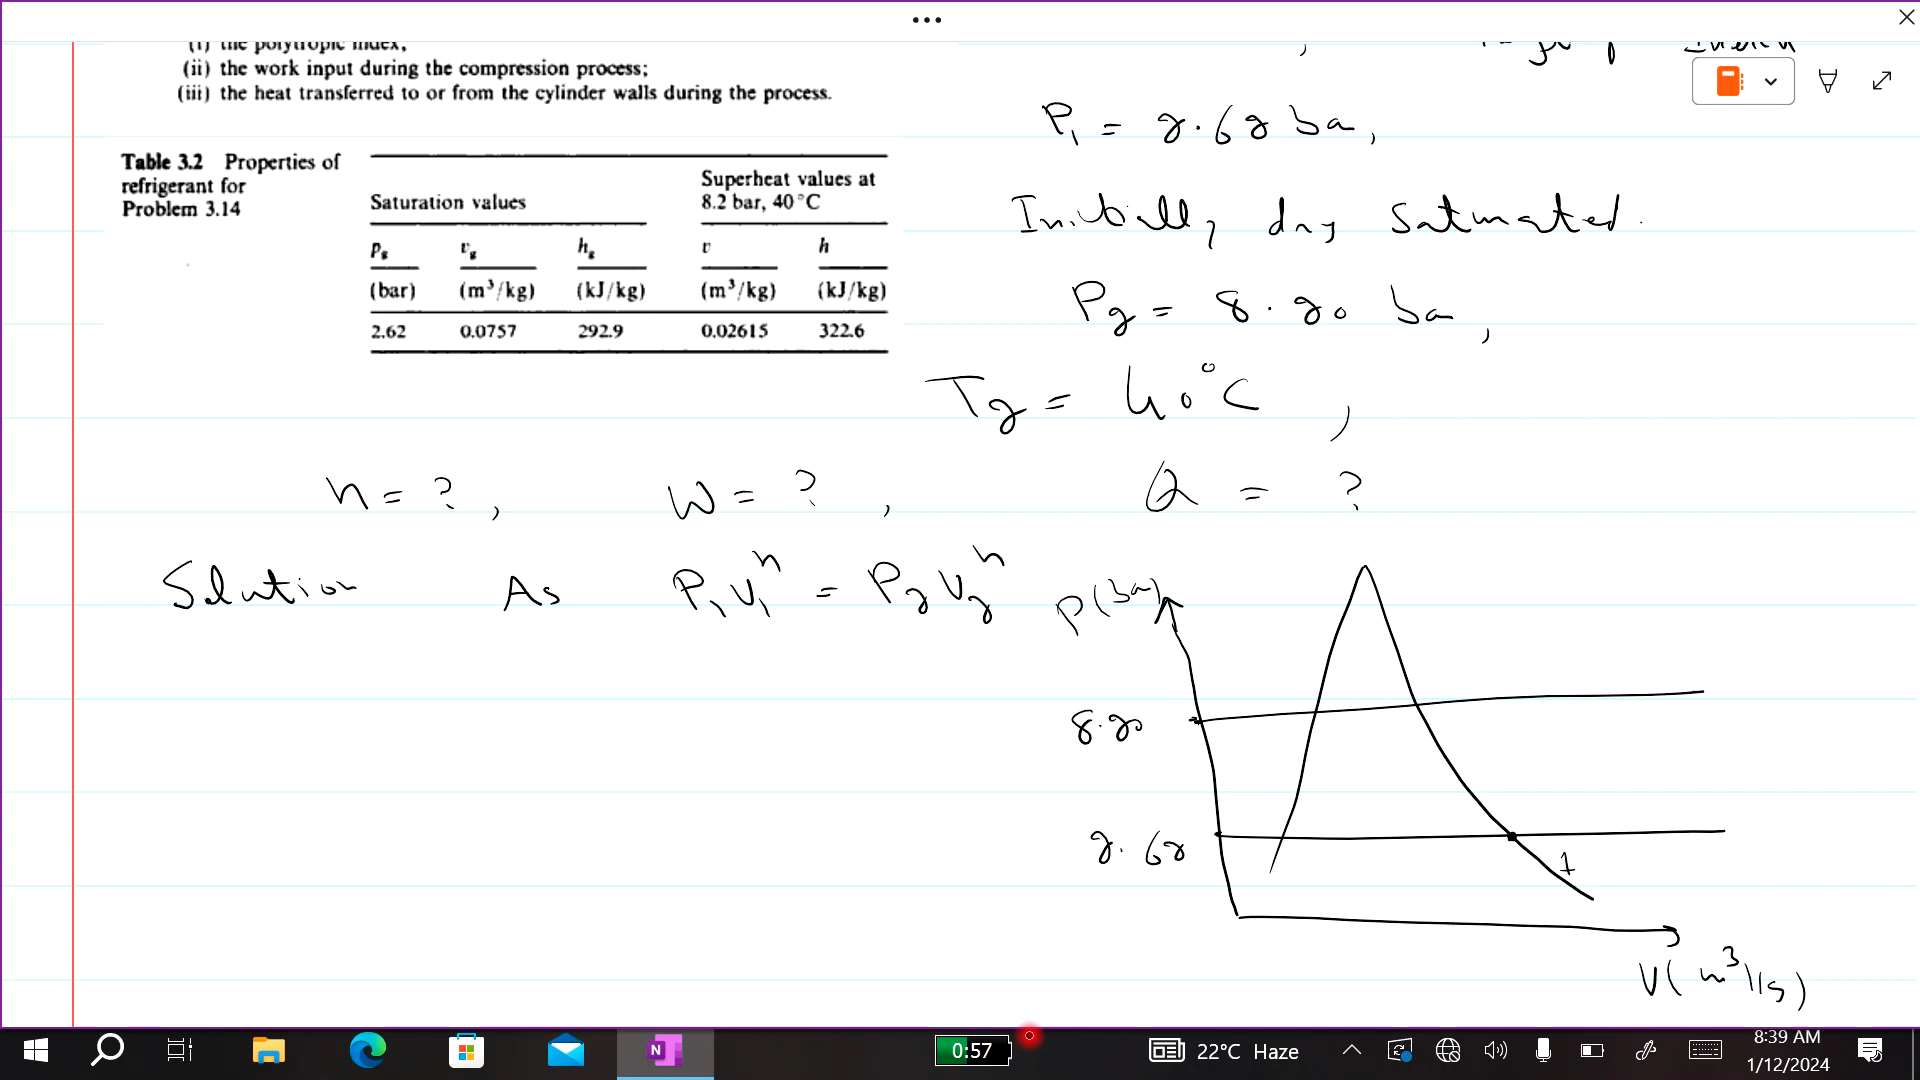 (i) the polytropic index;
(ii) the work input during the compression process;
(iii) the heat transferred to or from the cylinder walls during the process.
P₁ = 2.62 bar,
Table 3.2 Properties of refrigerant for Problem 3.14
Saturation values
Superheat values at 8.2 bar, 40 °C
p_g v_g h_g v h
(bar) (m³/kg) (kJ/kg) (m³/kg) (kJ/kg)
2.62 0.0757 292.9 0.02615 322.6
Initially dry saturated.
P₂ = 8.20 bar,
T₂ = 40°C,
n = ?, W = ?, Q = ?
Solution As P₁v₁ⁿ = P₂v₂ⁿ
P(bar)
8.20
2.62
1
v(m³/kg)
0:57
22°C Haze
8:39 AM
1/12/2024